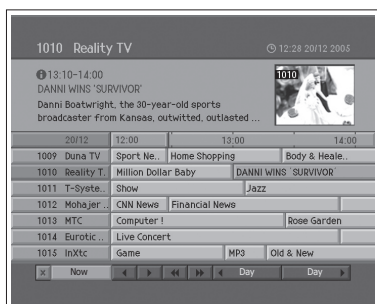 1010 Reality TV 12:28 20/12 2005
13:10-14:00 1010
DANNI WINS 'SURVIVOR'
Danni Boatwright, the 30-year-old sports
broadcaster from Kansas, outwitted, outlasted ...
20/12 12:00 13:00 14:00
1009 Duna TV Sport Ne.. Home Shopping Body & Heale..
1010 Reality T. Million Dollar Baby DANNI WINS 'SURVIVOR'
1011 T-Syste.. Show Jazz
1012 Mohajer .. CNN News Financial News
1013 MTC Computer ! Rose Garden
1014 Eurotic .. Live Concert
1015 InXtc Game MP3 Old & New
x Now Day Day